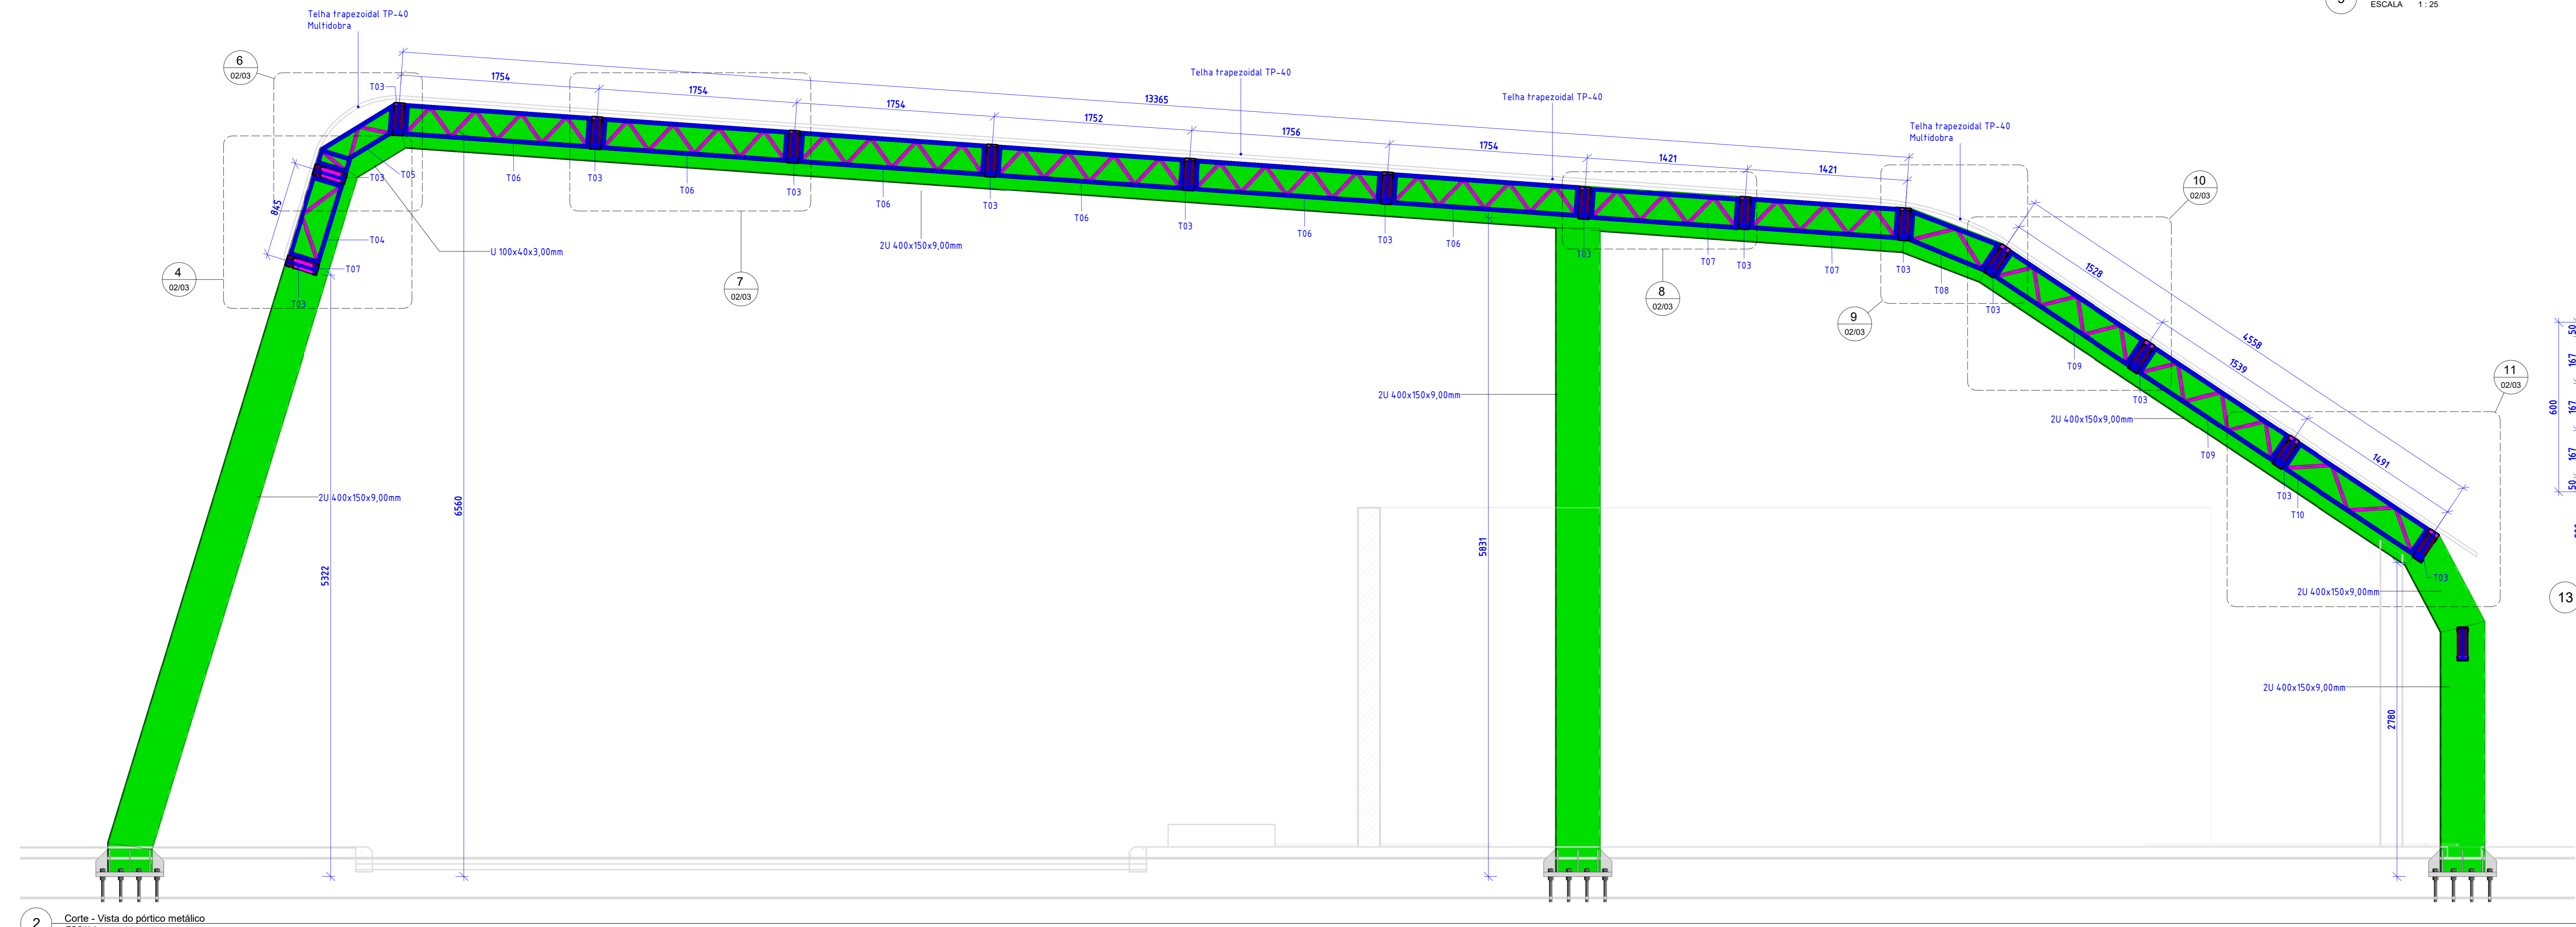 Telha trapezoidal TP-40
Multidobra
5
ESCALA 1 : 25
6
02/03
T03
1754
1754
1754
13365
1752
1756
1754
1421
1421
Telha trapezoidal TP-40
Telha trapezoidal TP-40
Telha trapezoidal TP-40
Multidobra
10
02/03
845
T03
T05
T04
T07
T03
4
02/03
U 100x40x3,00mm
T06
T03
T06
T03
T06
T03
T06
T03
T06
T03
T06
T03
T07
T03
T07
T03
T08
T03
2U 400x150x9,00mm
7
02/03
8
02/03
9
02/03
1528
4558
1539
1491
T09
T03
T09
T03
T10
T03
11
02/03
2U 400x150x9,00mm
2U 400x150x9,00mm
2U 400x150x9,00mm
2U 400x150x9,00mm
2U 400x150x9,00mm
5322
6560
5831
2780
600
50
167
167
167
50
13
2
Corte - Vista do pórtico metálico